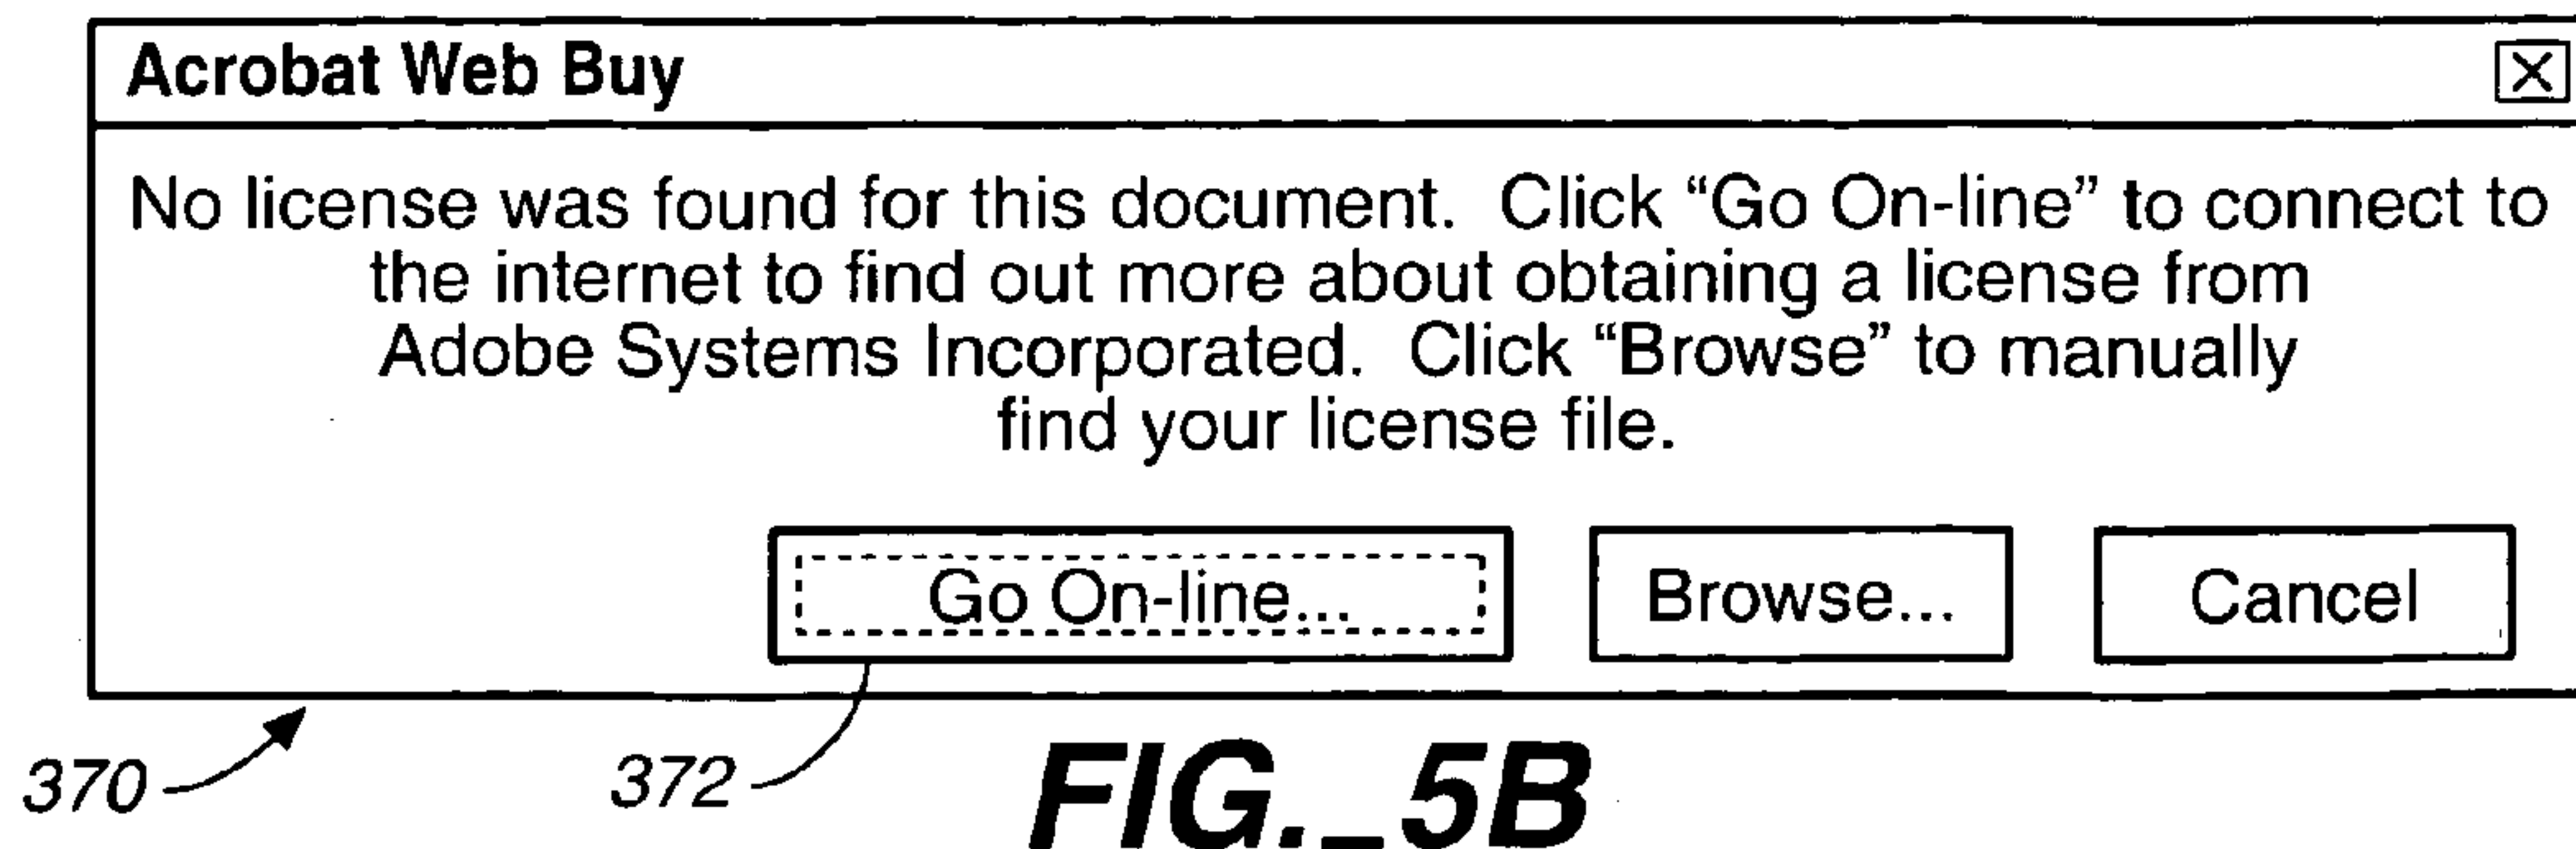 Acrobat Web Buy
No license was found for this document. Click “Go On-line” to connect to
the internet to find out more about obtaining a license from
Adobe Systems Incorporated. Click “Browse” to manually
find your license file.
Go On-line... Browse... Cancel
370 372 FIG._5B